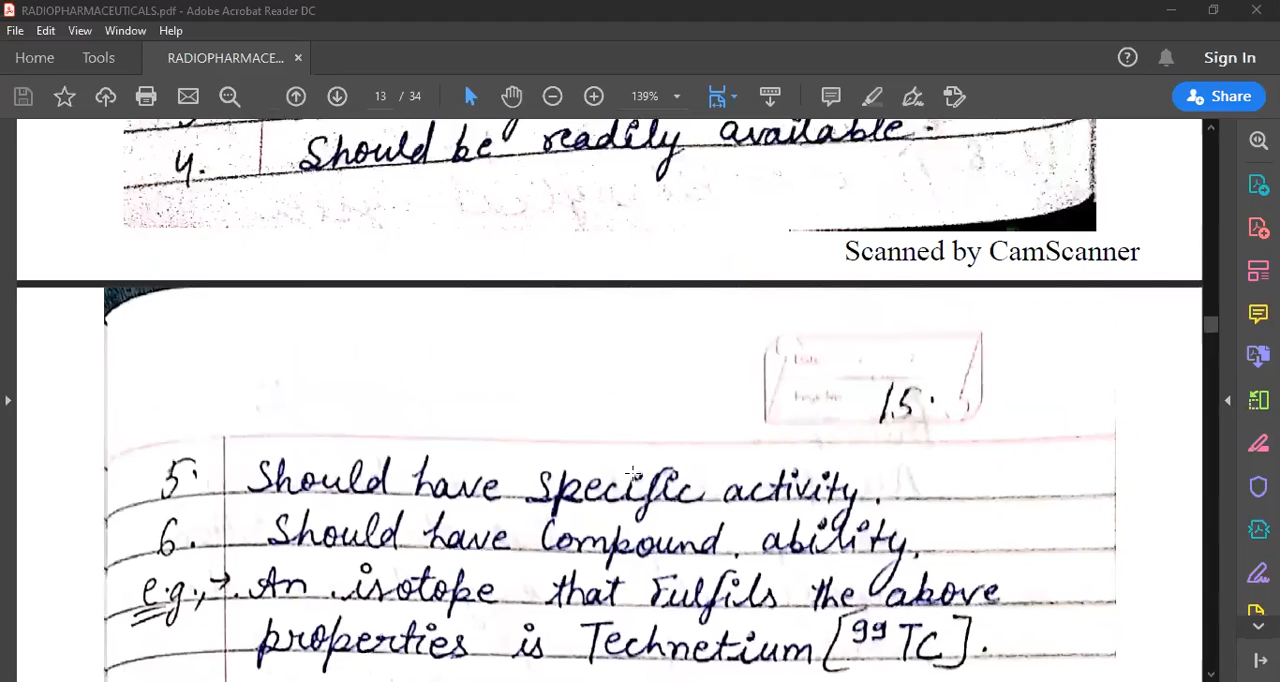 RADIOPHARMACEUTICALS.pdf - Adobe Acrobat Reader DC
File Edit View Window Help
Home Tools RADIOPHARMACE... × Sign In
13 / 34 139% Share
4. Should be readily available.
Scanned by CamScanner
15.
5. Should have specific activity.
6. Should have Compound. ability.
e.g., →. An isotope that fulfils the above
properties is Technetium [99 TC].